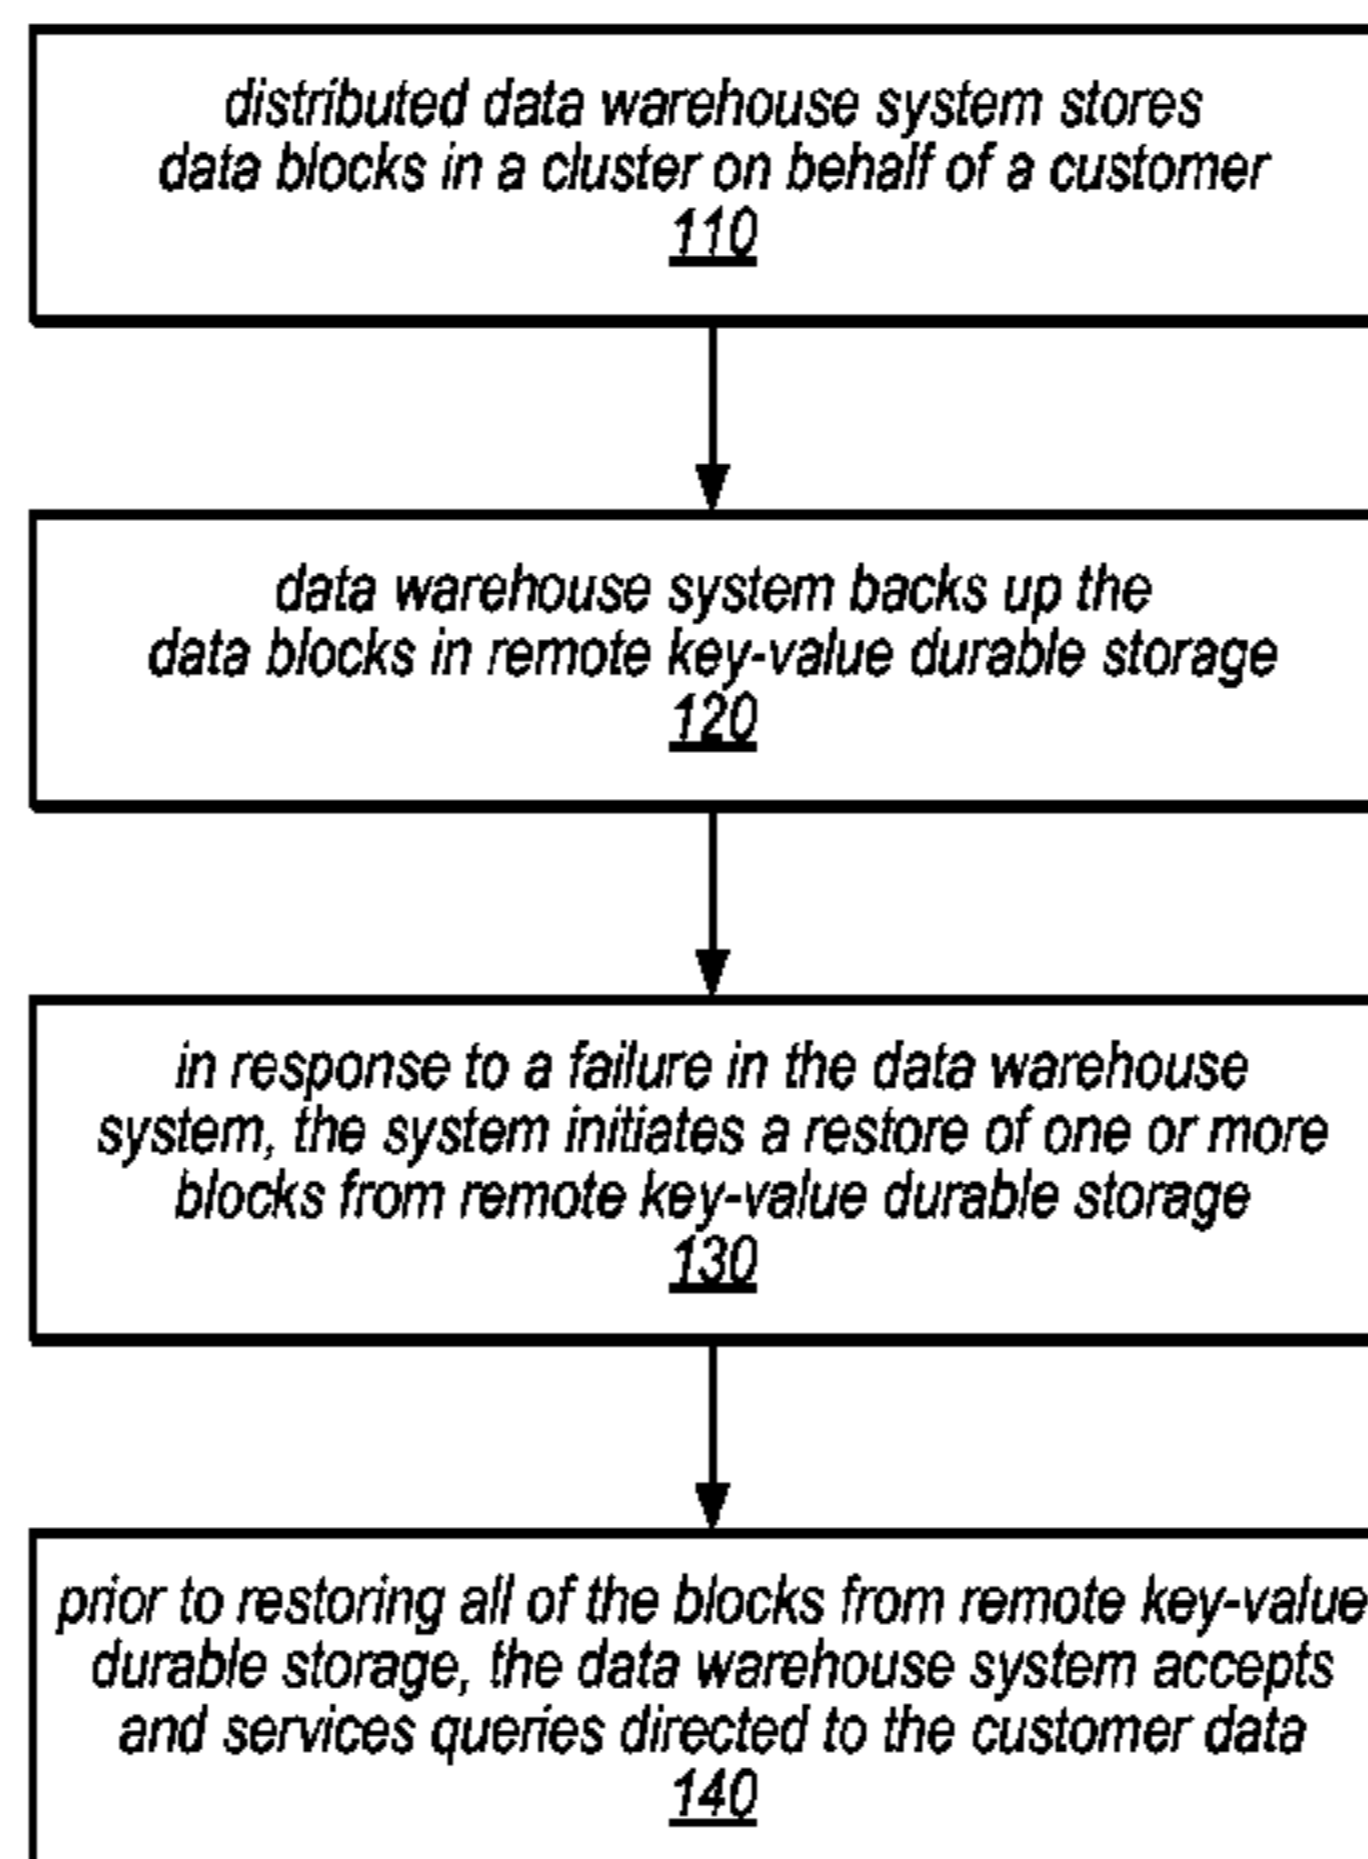 distributed data warehouse system stores
data blocks in a cluster on behalf of a customer
110
data warehouse system backs up the
data blocks in remote key-value durable storage
120
in response to a failure in the data warehouse
system, the system initiates a restore of one or more
blocks from remote key-value durable storage
130
prior to restoring all of the blocks from remote key-value
durable storage, the data warehouse system accepts
and services queries directed to the customer data
140